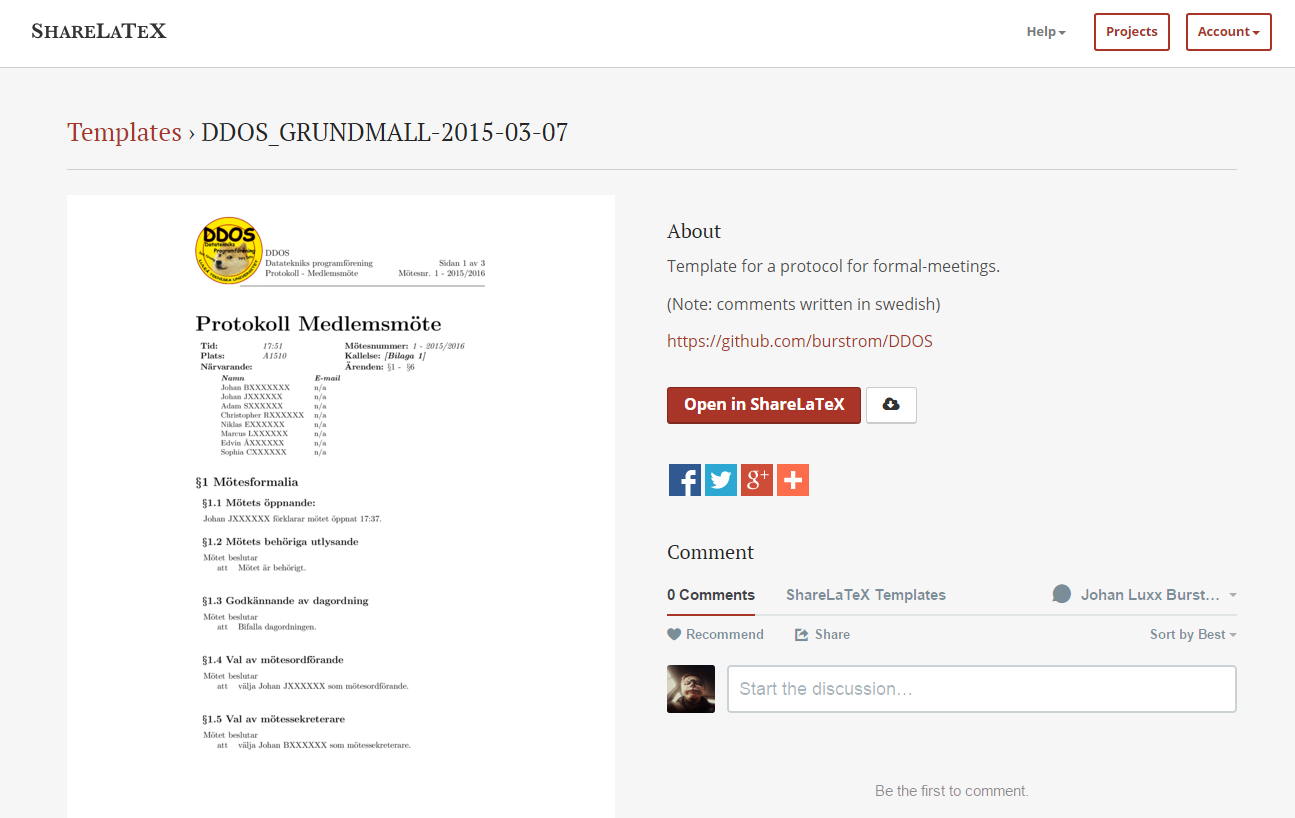 SHARELATEX
Help
Projects
Account
Templates › DDOS_GRUNDMALL-2015-03-07
DDOS
Datatekniks
Programförening
DDOS
Datatekniks programförening
Sidan 1 av 3
Protokoll - Medlemsmöte
Mötesnr. 1 - 2015/2016
Protokoll Medlemsmöte
Tid: 17:51 Mötesnummer: 1 - 2015/2016
Plats: A1510 Kallelse: [Bilaga 1]
Närvarande: Ärenden: §1 - §6
Namn E-mail
Johan BXXXXXXX n/a
Johan JXXXXXX n/a
Adam SXXXXXX n/a
Christopher RXXXXXX n/a
Niklas EXXXXXX n/a
Marcus LXXXXXX n/a
Edvin ÅXXXXXX n/a
Sophia CXXXXXX n/a
§1 Mötesformalia
§1.1 Mötets öppnande:
Johan JXXXXXX förklarar mötet öppnat 17:37.
§1.2 Mötets behöriga utlysande
Mötet beslutar
att Mötet är behörigt.
§1.3 Godkännande av dagordning
Mötet beslutar
att Bifalla dagordningen.
§1.4 Val av mötesordförande
Mötet beslutar
att välja Johan JXXXXXX som mötesordförande.
§1.5 Val av mötessekreterare
Mötet beslutar
att välja Johan BXXXXXX som mötessekreterare.
About
Template for a protocol for formal-meetings.
(Note: comments written in swedish)
https://github.com/burstrom/DDOS
Open in ShareLaTeX
Comment
0 Comments
ShareLaTeX Templates
Johan Luxx Burst…
Recommend
Share
Sort by Best
Start the discussion…
Be the first to comment.